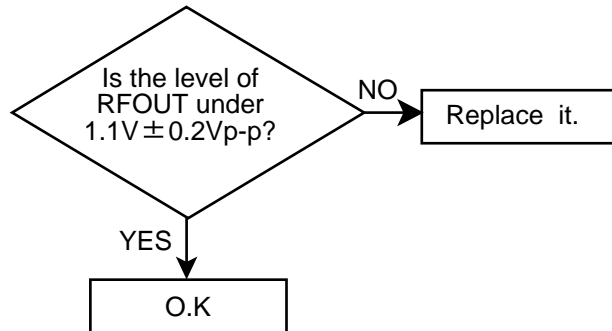 Is the level of
RFOUT under
1.1V±0.2Vp-p?
NO
Replace it.
YES
O.K